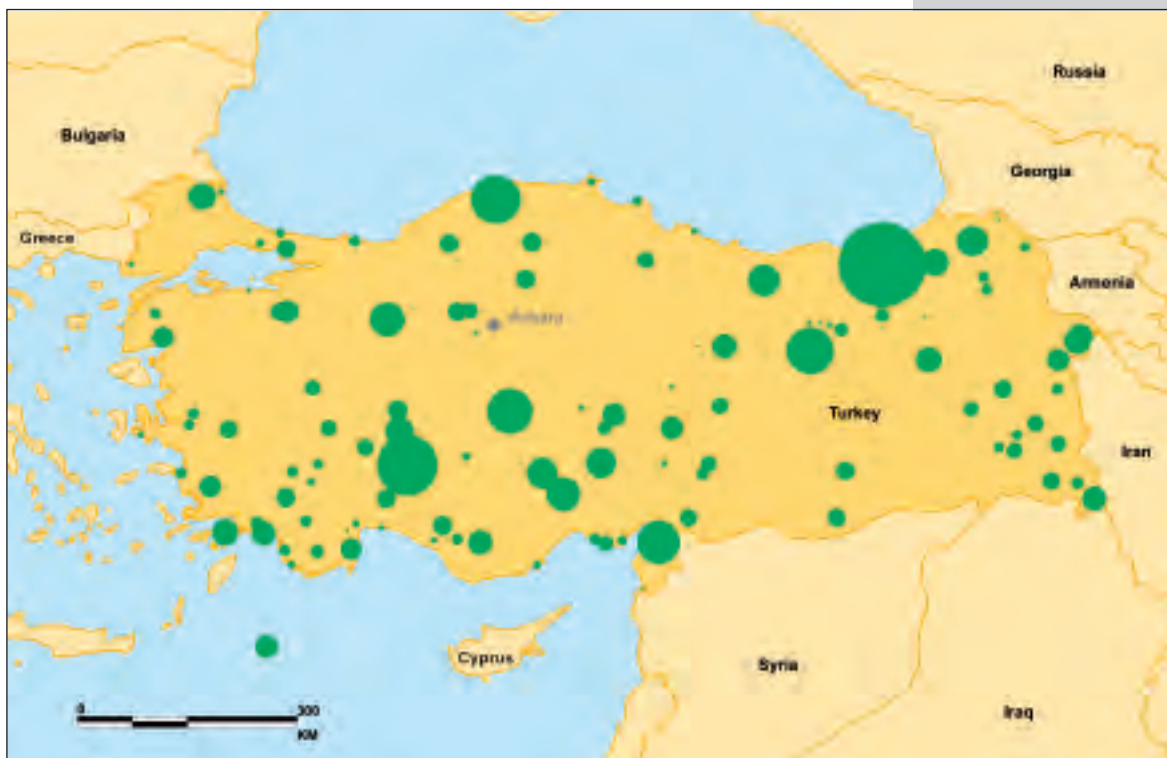 Russia
Bulgaria
Georgia
Greece
Armenia
Ankara
Turkey
Iran
Cyprus
Syria
Iraq
0 300
KM